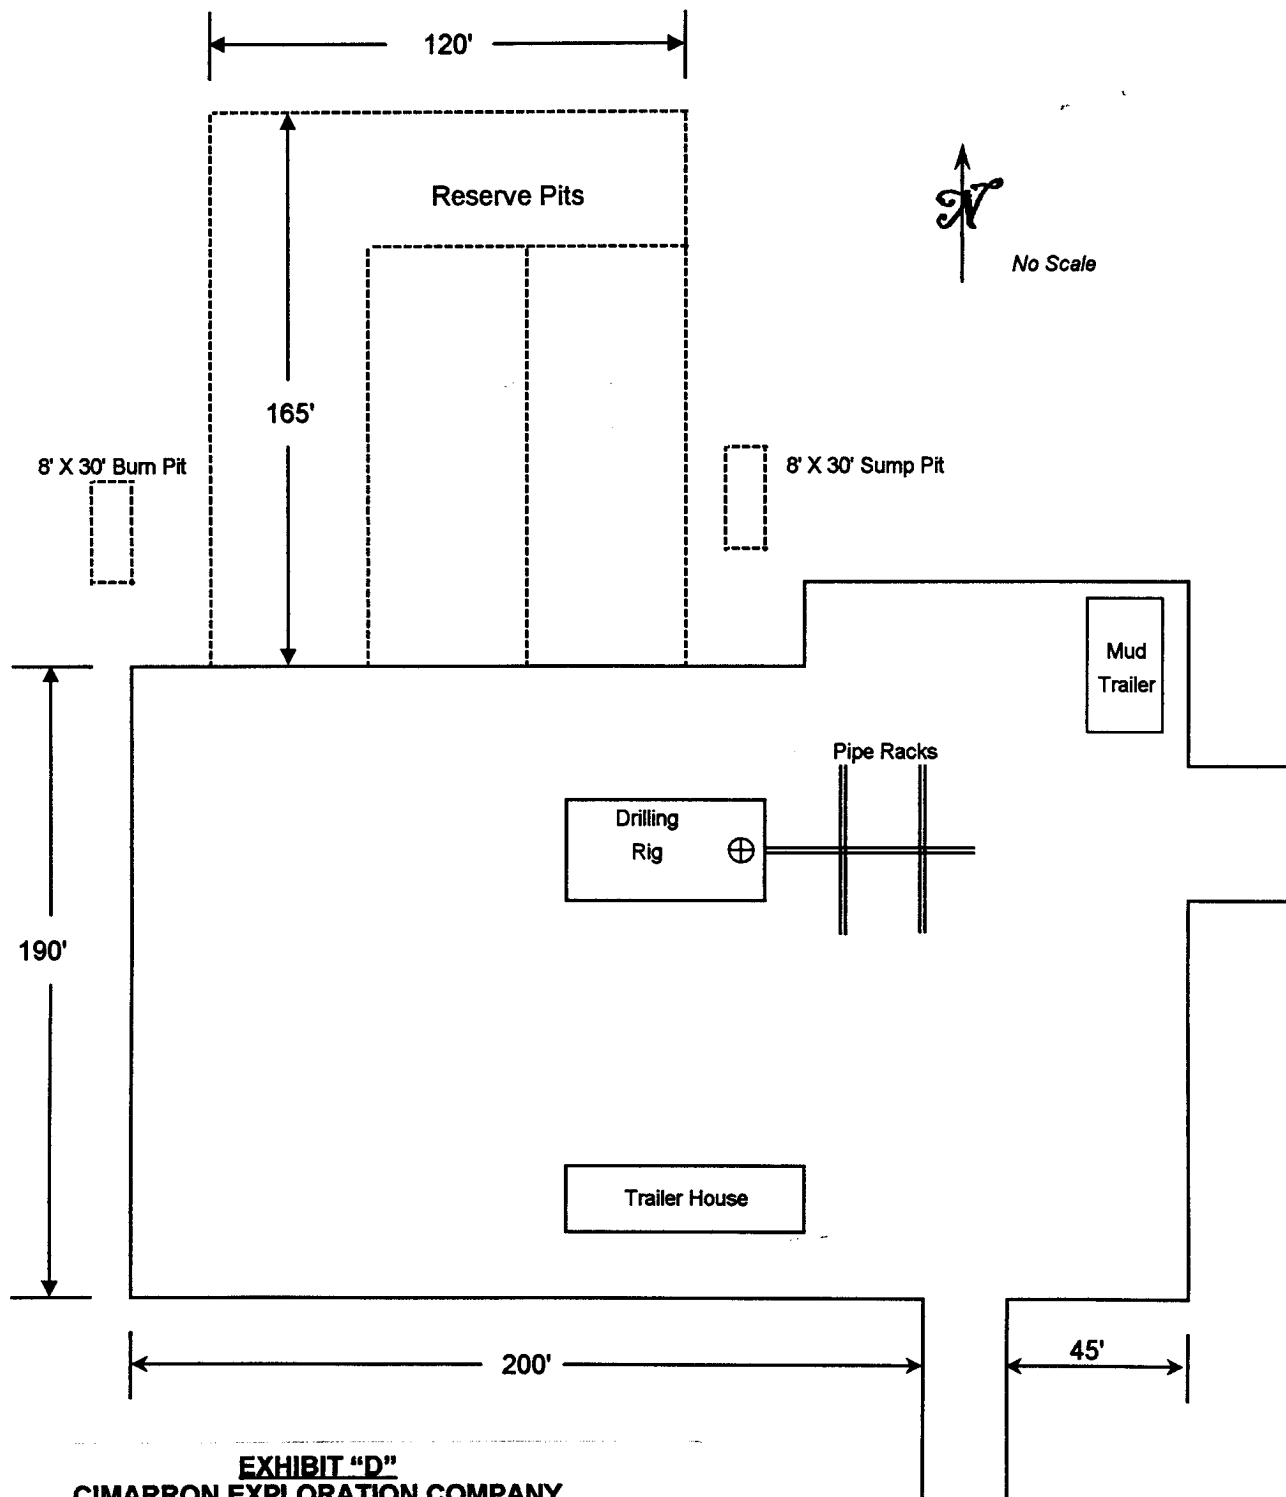 120'
Reserve Pits
N
No Scale
165'
8' X 30' Burn Pit
8' X 30' Sump Pit
Mud
Trailer
Pipe Racks
Drilling
Rig
190'
Trailer House
200'
45'
EXHIBIT “D”
CIMARRON EXPLORATION COMPANY